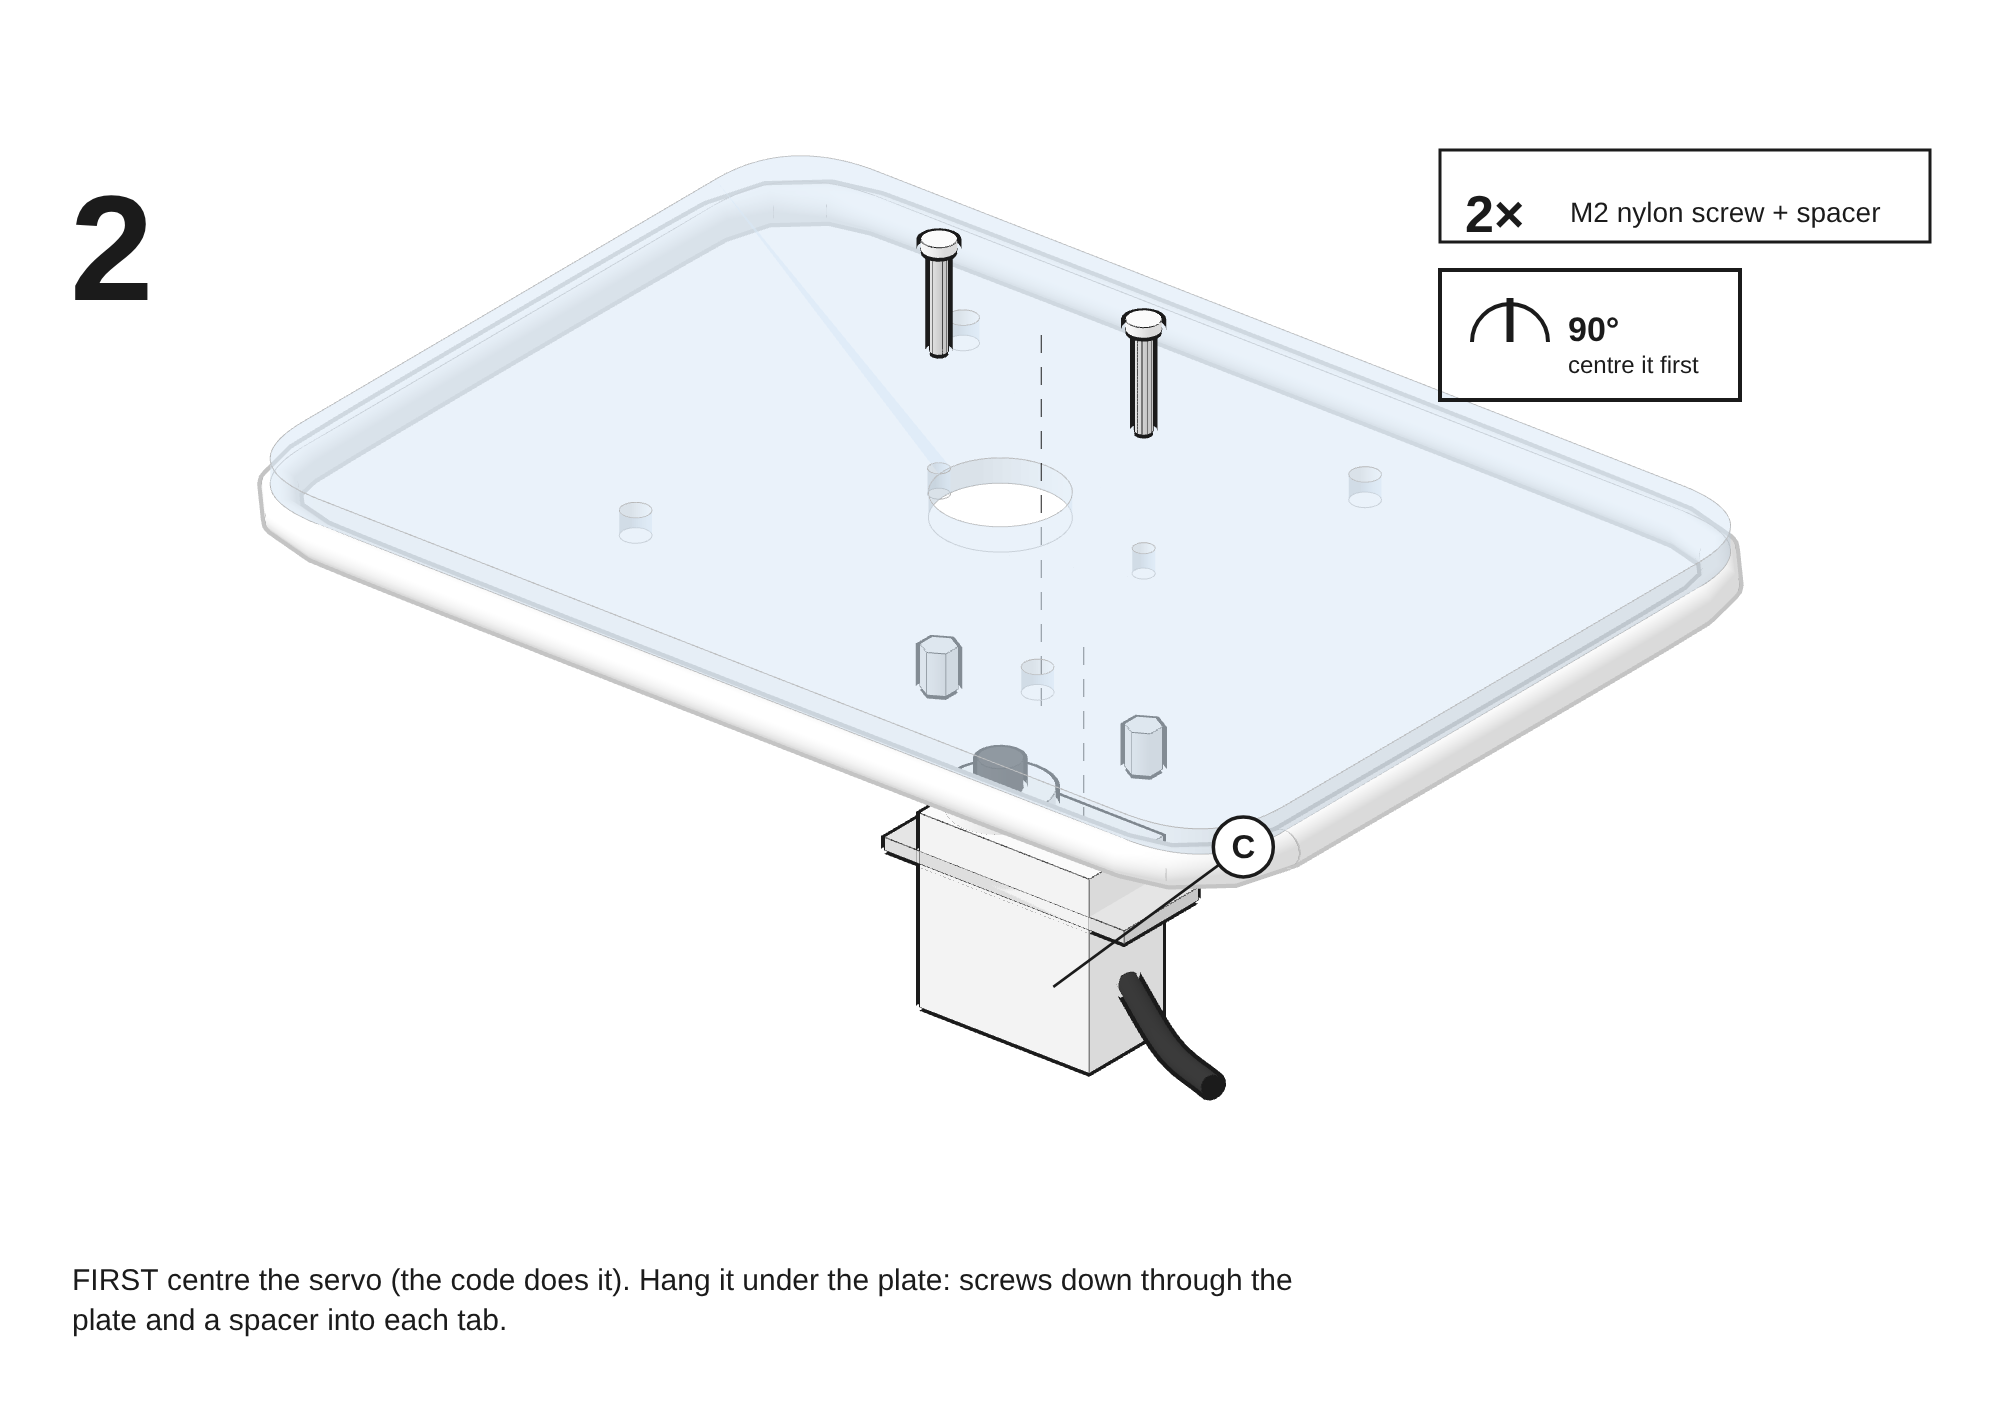 2
2× M2 nylon screw + spacer
90°
centre it first
C
FIRST centre the servo (the code does it). Hang it under the plate: screws down through the
plate and a spacer into each tab.